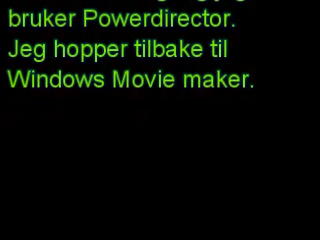 bruker Powerdirector.
Jeg hopper tilbake til
Windows Movie maker.